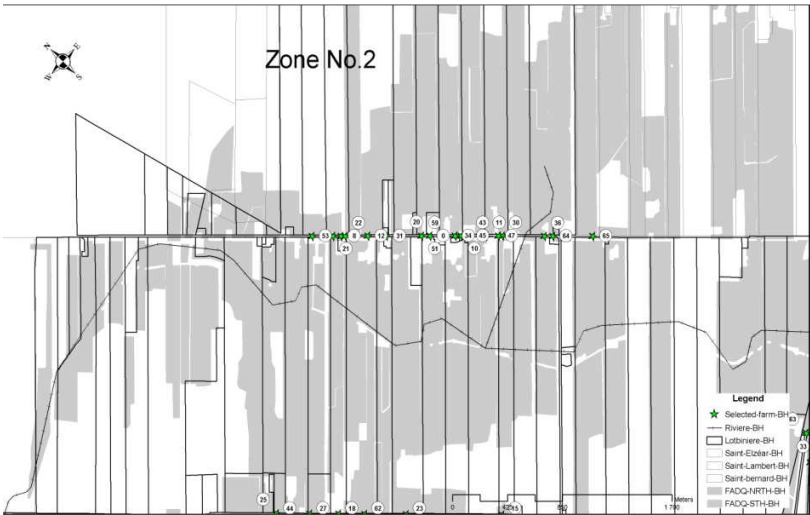 N E
W S
Zone No.2
22 20 59 43 11 30 36
53 8 12 31 6 34 45 47 64 65
21 51 10
Legend
Selected-farm-BH
Riviere-BH
Lotbiniere-BH
Saint-Elzéar-BH
Saint-Lambert-BH
Saint-bernard-BH
FADQ-NRTH-BH
FADQ-STH-BH
63
33
25
Meters
0 425 850 1 700
44 27 18 62 23 15